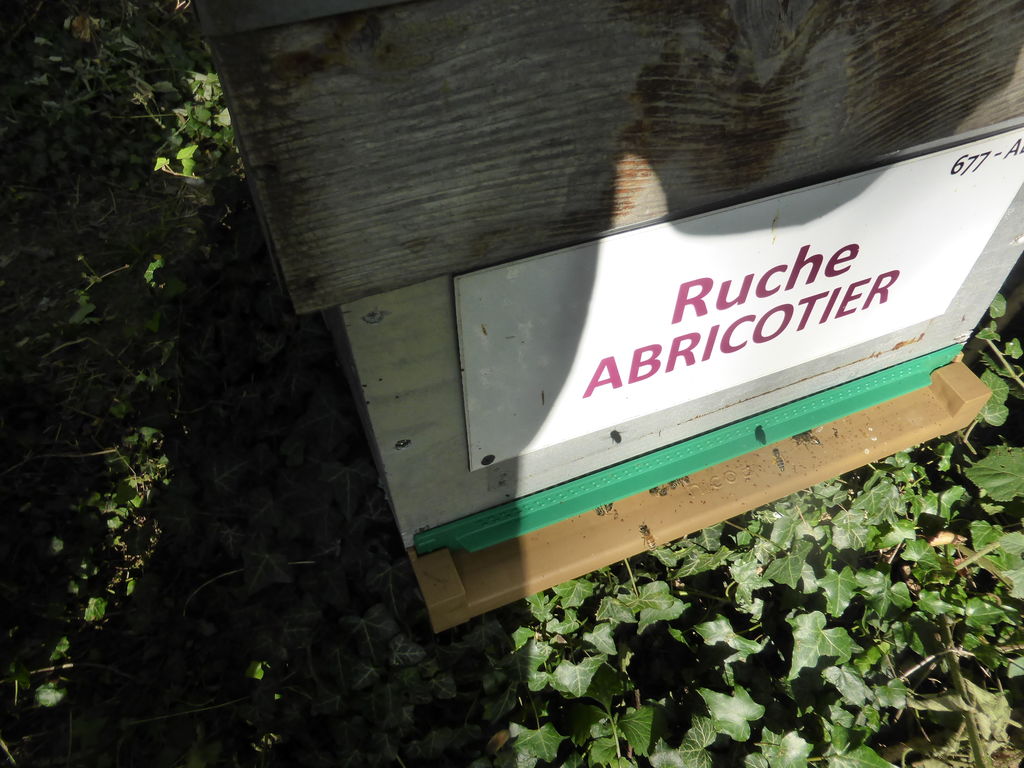 677 -
Ruche
ABRICOTIER